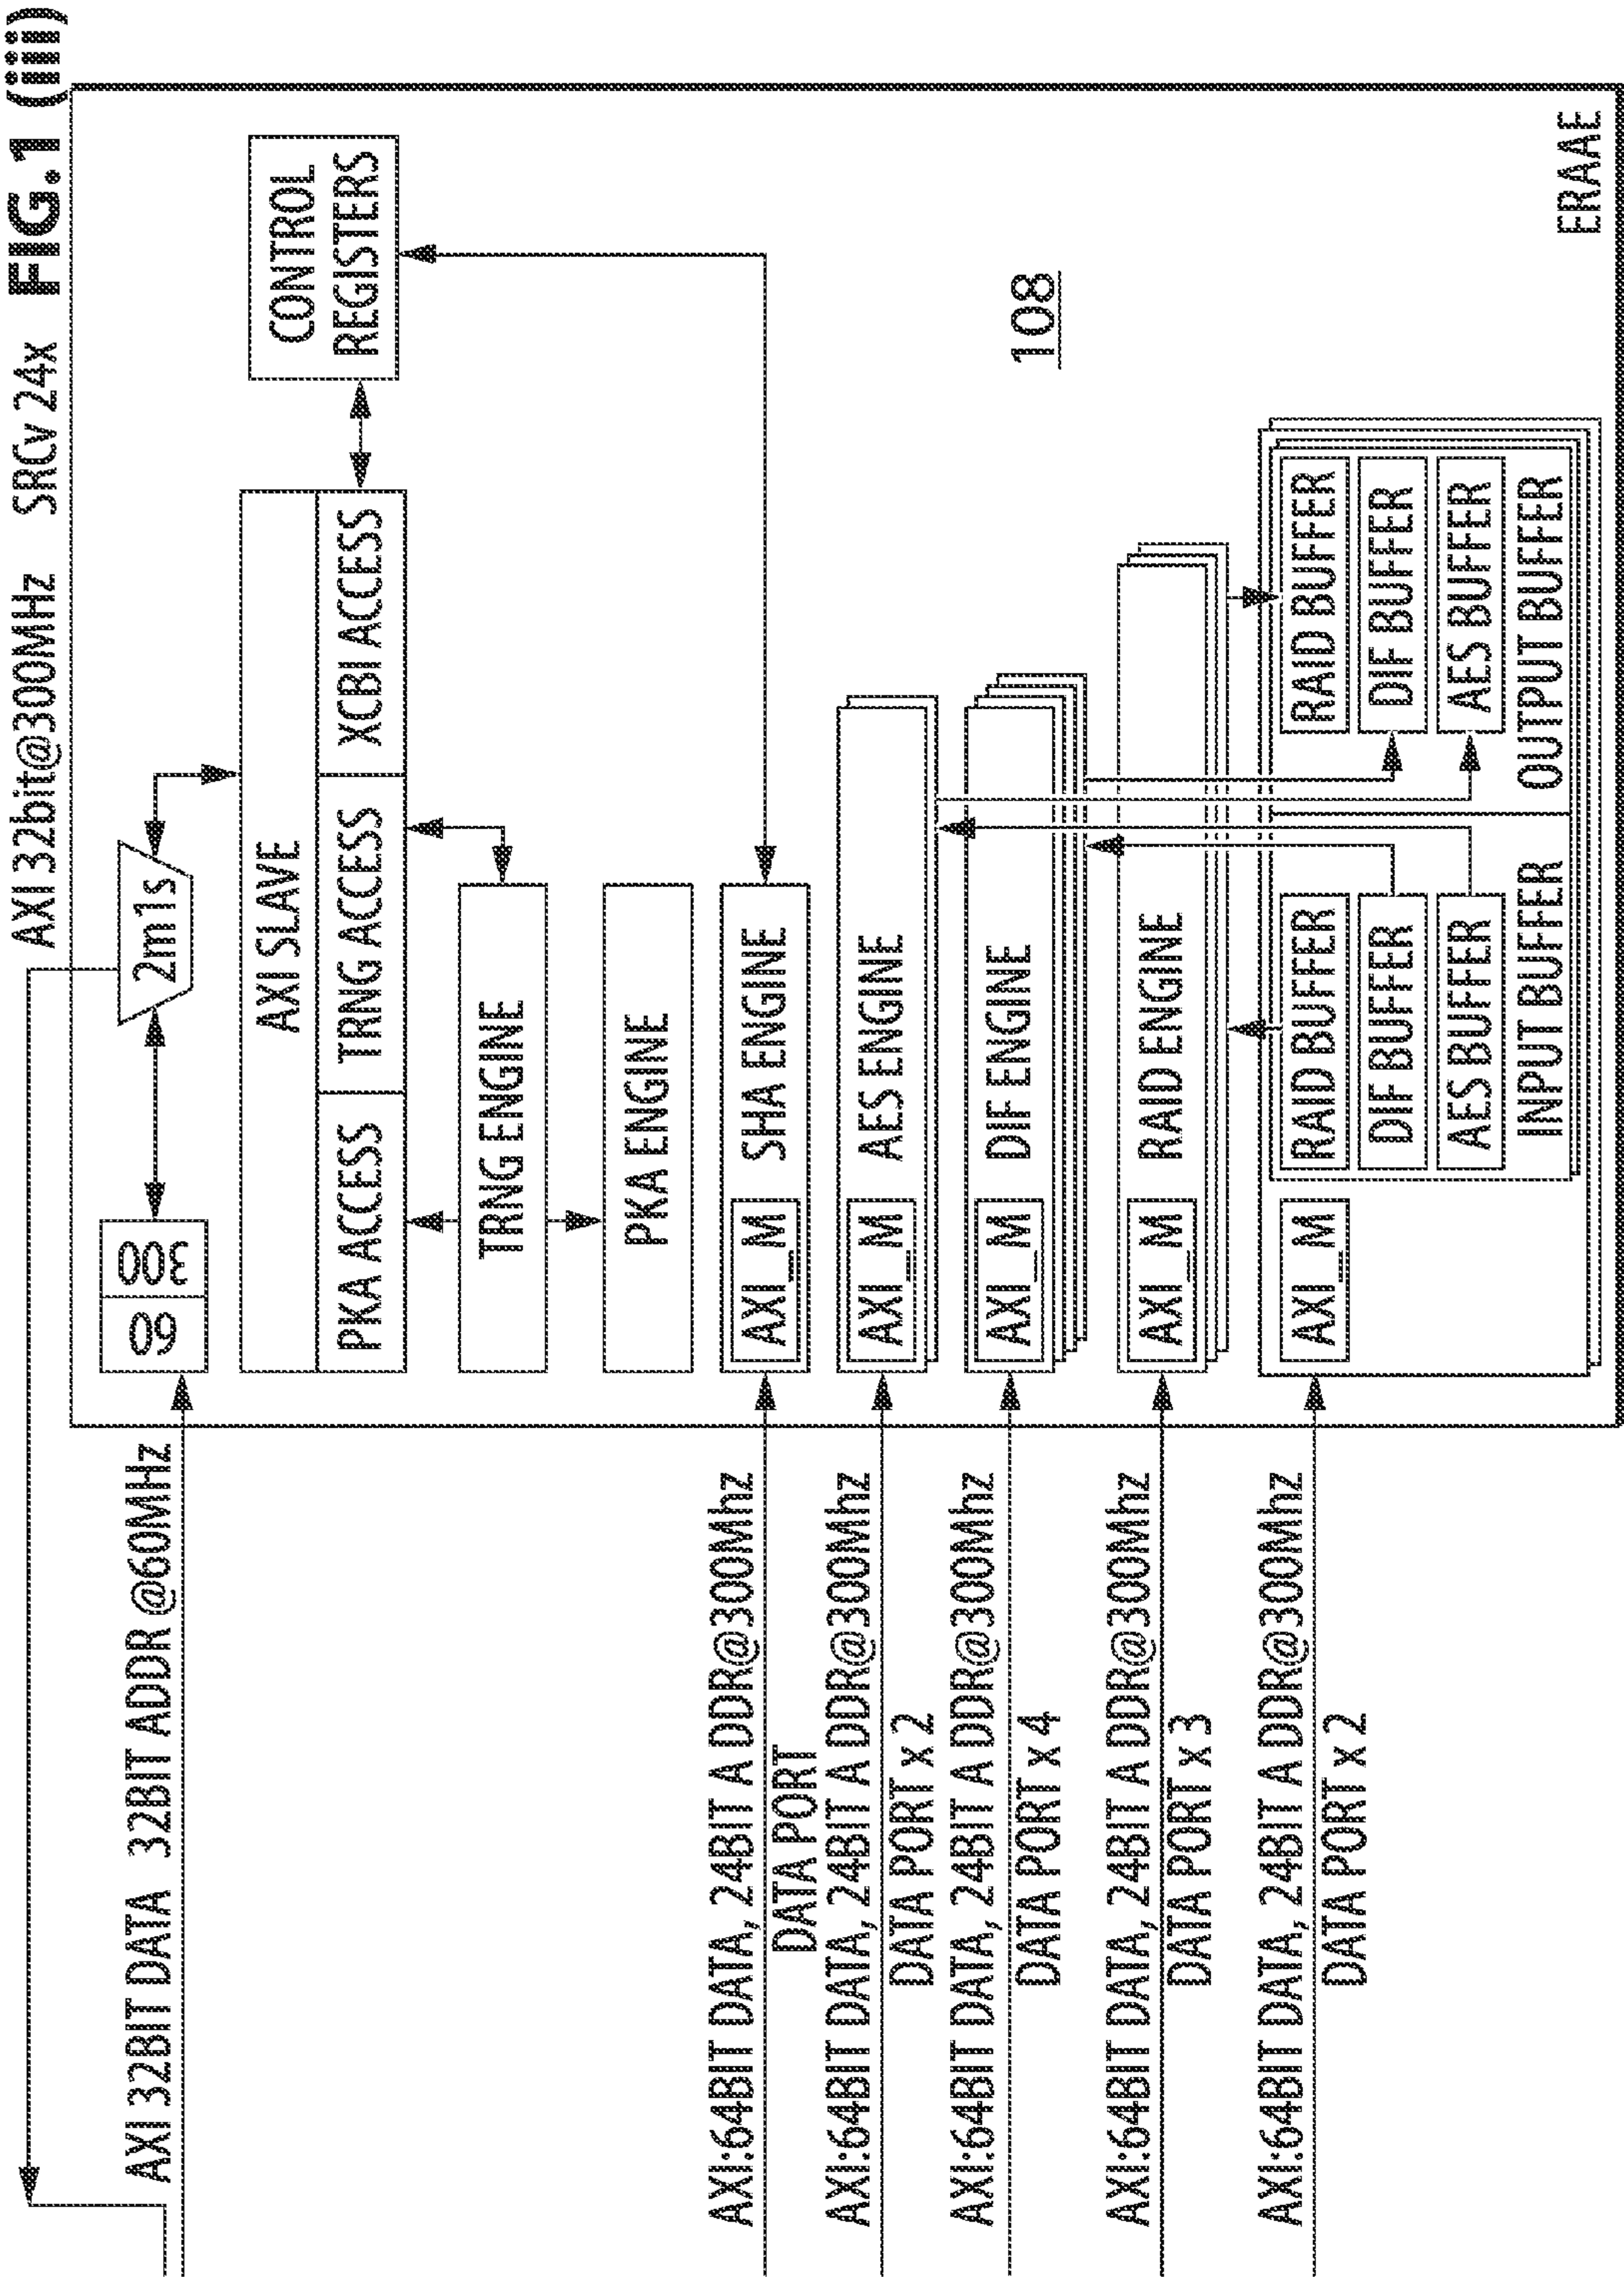 AXI 32bit@300MHz
SRCv 24x
FIG.1 (iii)
AXI 32BIT DATA 32BIT ADDR @60MHz
60
300
2m1s
AXI SLAVE
PKA ACCESS
TRNG ACCESS
XCBI ACCESS
CONTROL
REGISTERS
TRNG ENGINE
PKA ENGINE
AXI:64BIT DATA, 24BIT A DDR@300Mhz
DATA PORT
AXI_M
SHA ENGINE
AXI:64BIT DATA, 24BIT A DDR@300Mhz
DATA PORT x 2
AXI_M
AES ENGINE
AXI:64BIT DATA, 24BIT A DDR@300Mhz
DATA PORT x 4
AXI_M
DIF ENGINE
108
AXI:64BIT DATA, 24BIT A DDR@300Mhz
DATA PORT x 3
AXI_M
RAID ENGINE
AXI:64BIT DATA, 24BIT A DDR@300Mhz
DATA PORT x 2
AXI_M
RAID BUFFER
DIF BUFFER
AES BUFFER
INPUT BUFFER
RAID BUFFER
DIF BUFFER
AES BUFFER
OUTPUT BUFFER
ERAAE